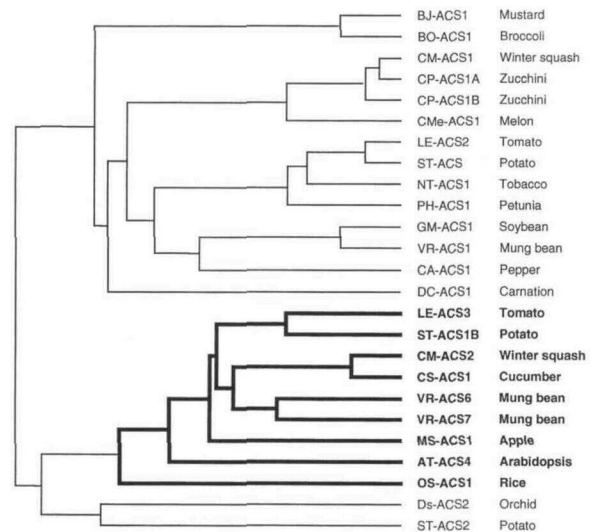 BJ-ACS1 Mustard
BO-ACS1 Broccoli
CM-ACS1 Winter squash
CP-ACS1A Zucchini
CP-ACS1B Zucchini
CMe-ACS1 Melon
LE-ACS2 Tomato
ST-ACS Potato
NT-ACS1 Tobacco
PH-ACS1 Petunia
GM-ACS1 Soybean
VR-ACS1 Mung bean
CA-ACS1 Pepper
DC-ACS1 Carnation
LE-ACS3 Tomato
ST-ACS1B Potato
CM-ACS2 Winter squash
CS-ACS1 Cucumber
VR-ACS6 Mung bean
VR-ACS7 Mung bean
MS-ACS1 Apple
AT-ACS4 Arabidopsis
OS-ACS1 Rice
Ds-ACS2 Orchid
ST-ACS2 Potato